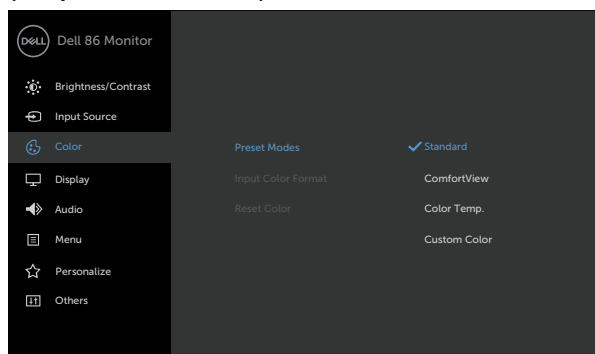 DELL Dell 86 Monitor
Brightness/Contrast
Input Source
Color Preset Modes Standard
Display Input Color Format ComfortView
Audio Reset Color Color Temp.
Menu Custom Color
Personalize
Others